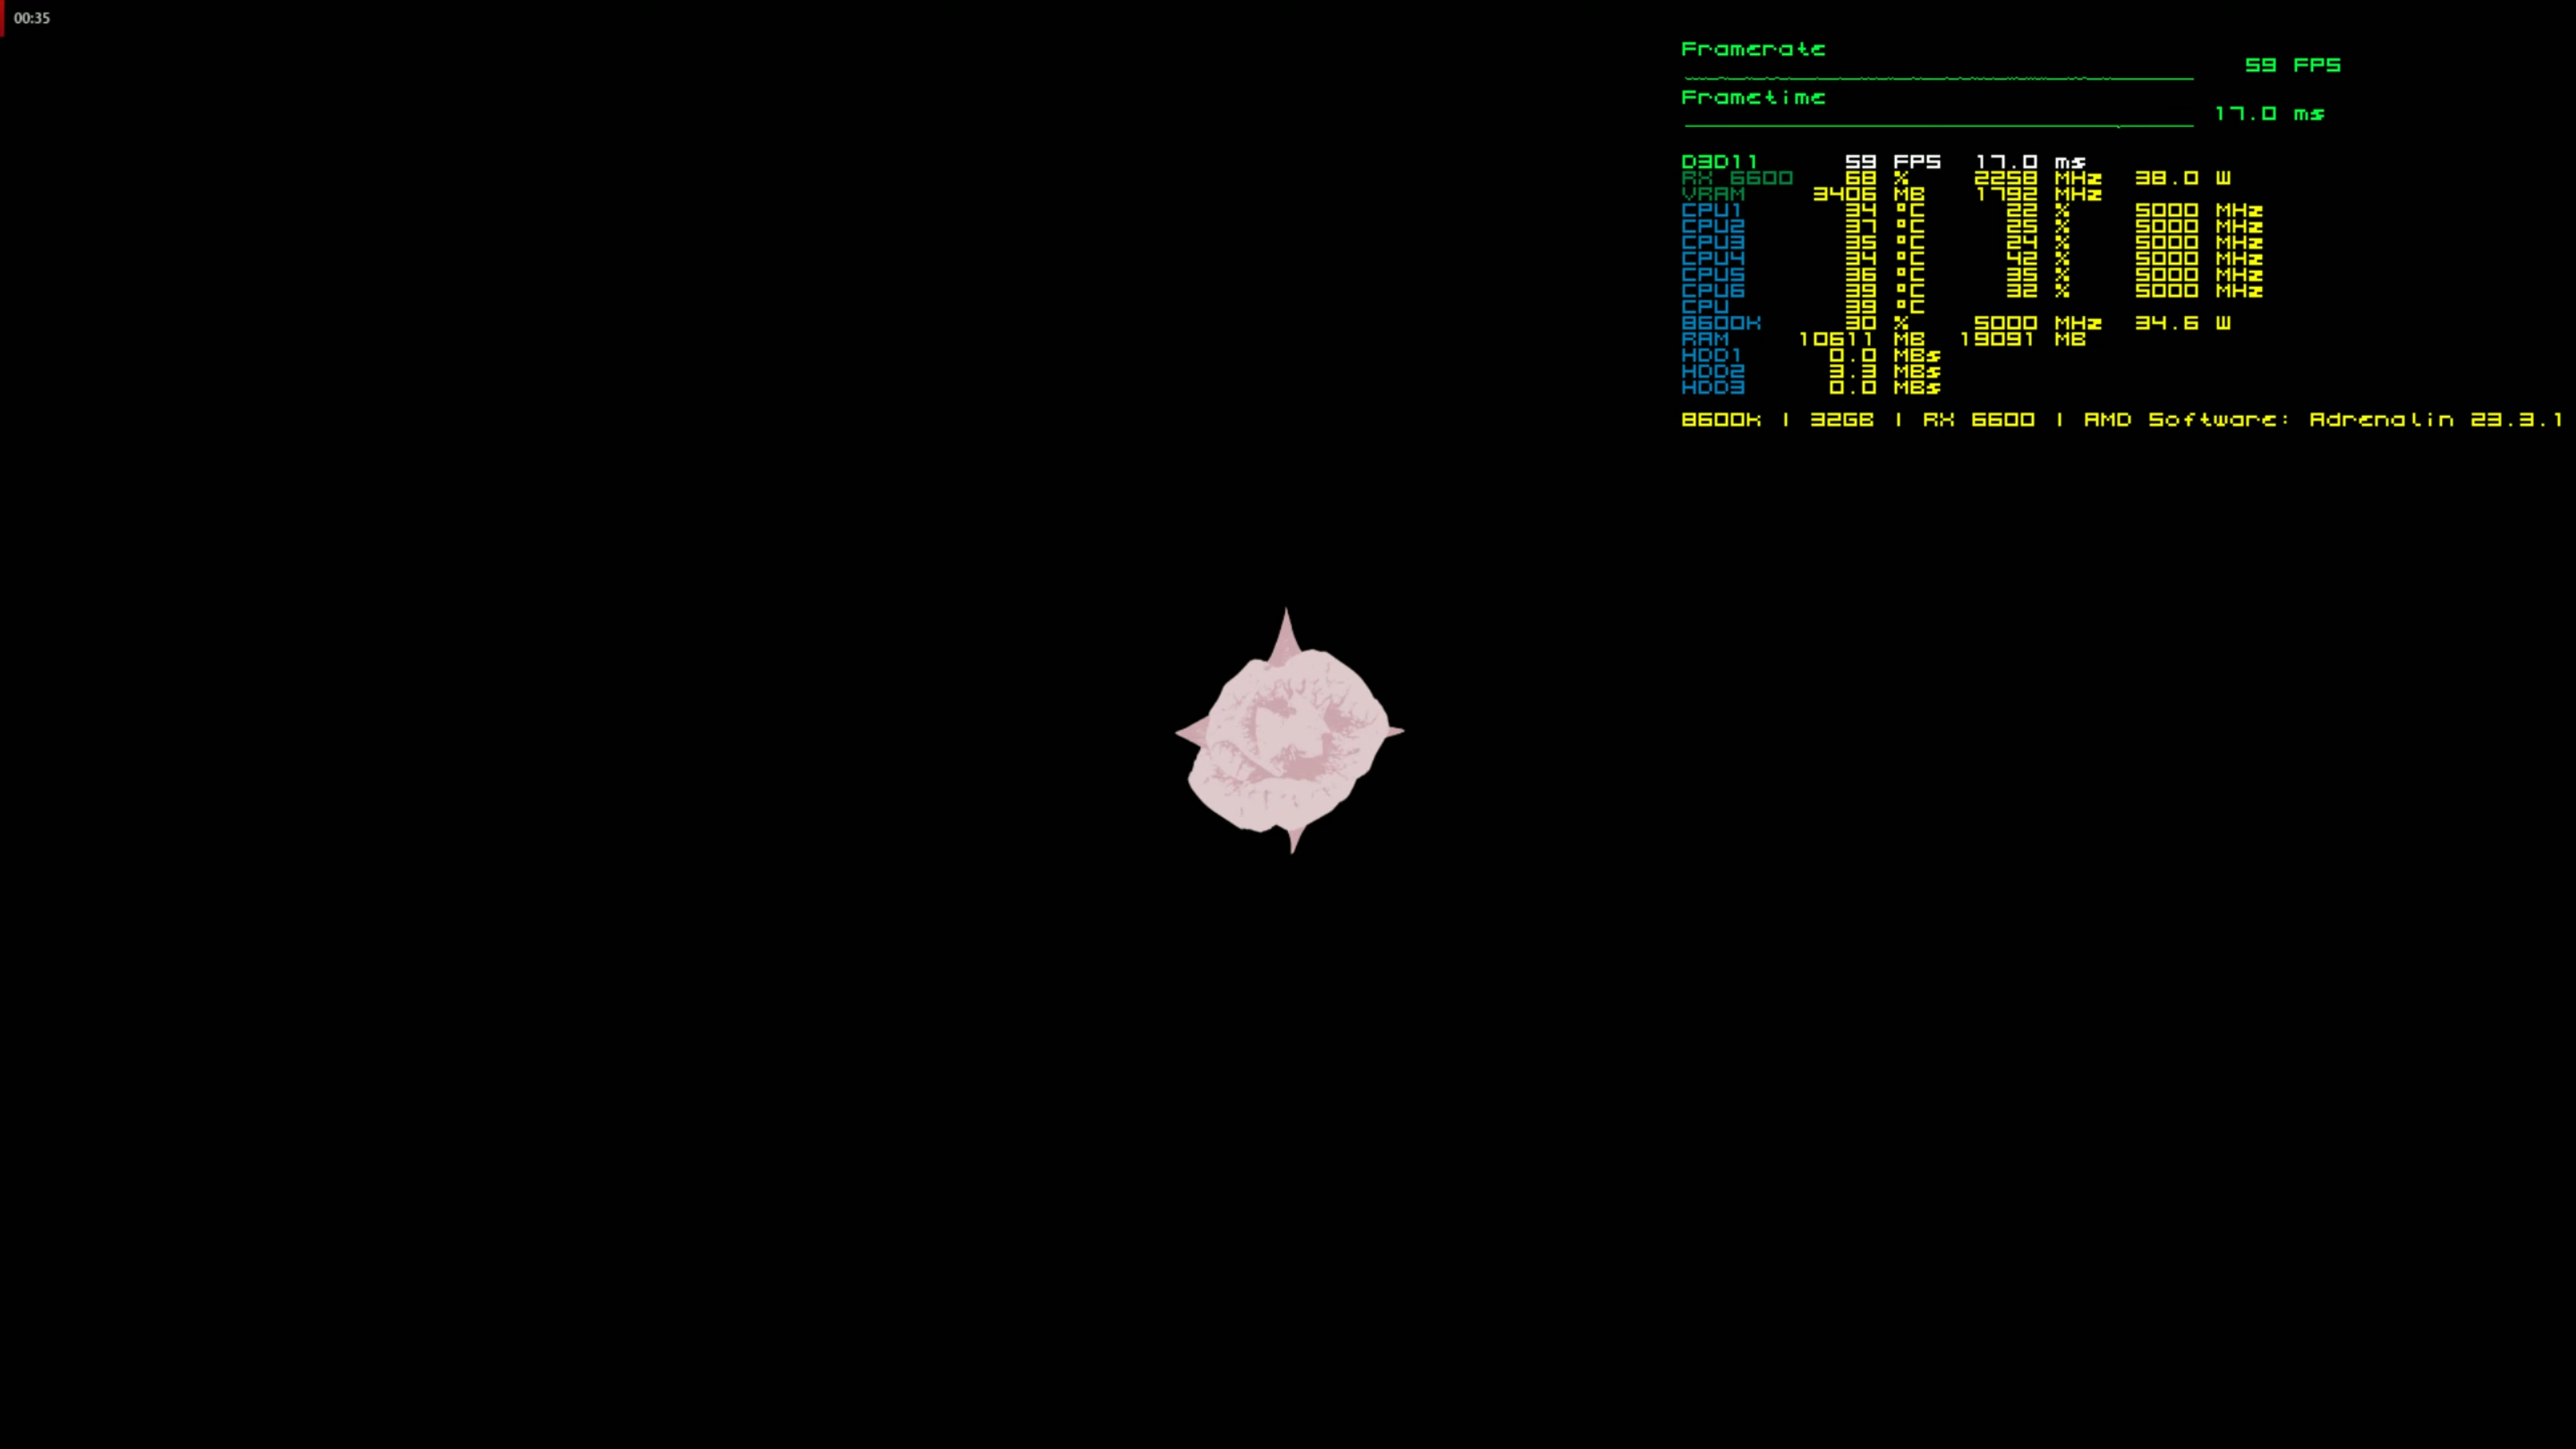 00:35
Framerate
59 FPS
Frametime
17.0 ms
D3D11 59 FPS 17.0 ms
RX 6600 68 % 2258 MHz 38.0 W
VRAM 3406 MB 1792 MHz
CPU1 34 °C 22 % 5000 MHz
CPU2 37 °C 25 % 5000 MHz
CPU3 35 °C 24 % 5000 MHz
CPU4 34 °C 42 % 5000 MHz
CPU5 36 °C 35 % 5000 MHz
CPU6 39 °C 32 % 5000 MHz
CPU 39 °C
8600K 30 % 5000 MHz 34.6 W
RAM 10611 MB 19091 MB
HDD1 0.0 MBs
HDD2 3.3 MBs
HDD3 0.0 MBs
8600k | 32GB | RX 6600 | AMD Software: Adrenalin 23.3.1